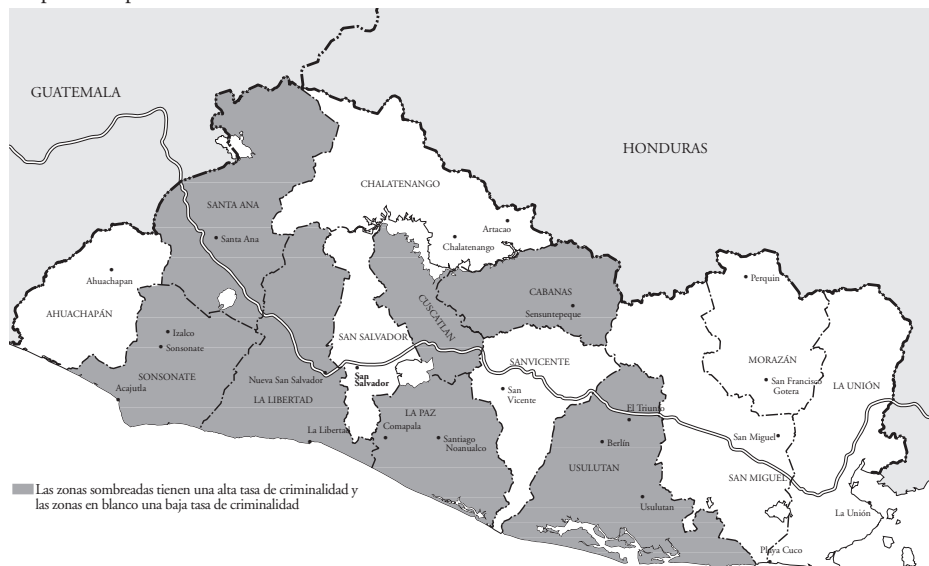 GUATEMALA
HONDURAS
CHALATENANGO
SANTA ANA
Artacao
Santa Ana
Chalatenango
Ahuachapan
Perquin
CABANAS
Sensuntepeque
AHUACHAPÁN
CUSCATLAN
Izalco
Sonsonate
SAN SALVADOR
SANVICENTE
MORAZÁN
SONSONATE
Nueva San Salvador
San
Salvador
San Francisco
Gotera
LA UNIÓN
Acajutla
LA LIBERTAD
San
Vicente
LA PAZ
El Triunfo
La Libertad
Comapala
Santiago
Noanualco
Berlín
San Miguel
USULUTAN
SAN MIGUEL
Las zonas sombreadas tienen una alta tasa de criminalidad y
las zonas en blanco una baja tasa de criminalidad
Usulutan
La Unión
Playa Cuco